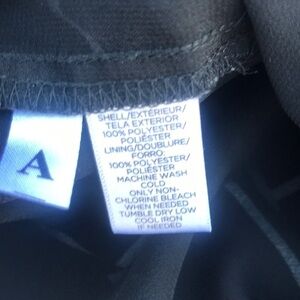 SHELL/EXTÉRIEUR/
TELA EXTERIOR
100% POLYESTER/
POLIÉSTER
LINING/DOUBLURE/
FORRO:
100% POLYESTER/
POLIÉSTER
MACHINE WASH
COLD
ONLY NON-
CHLORINE BLEACH
WHEN NEEDED
TUMBLE DRY LOW
COOL IRON
IF NEEDED
A